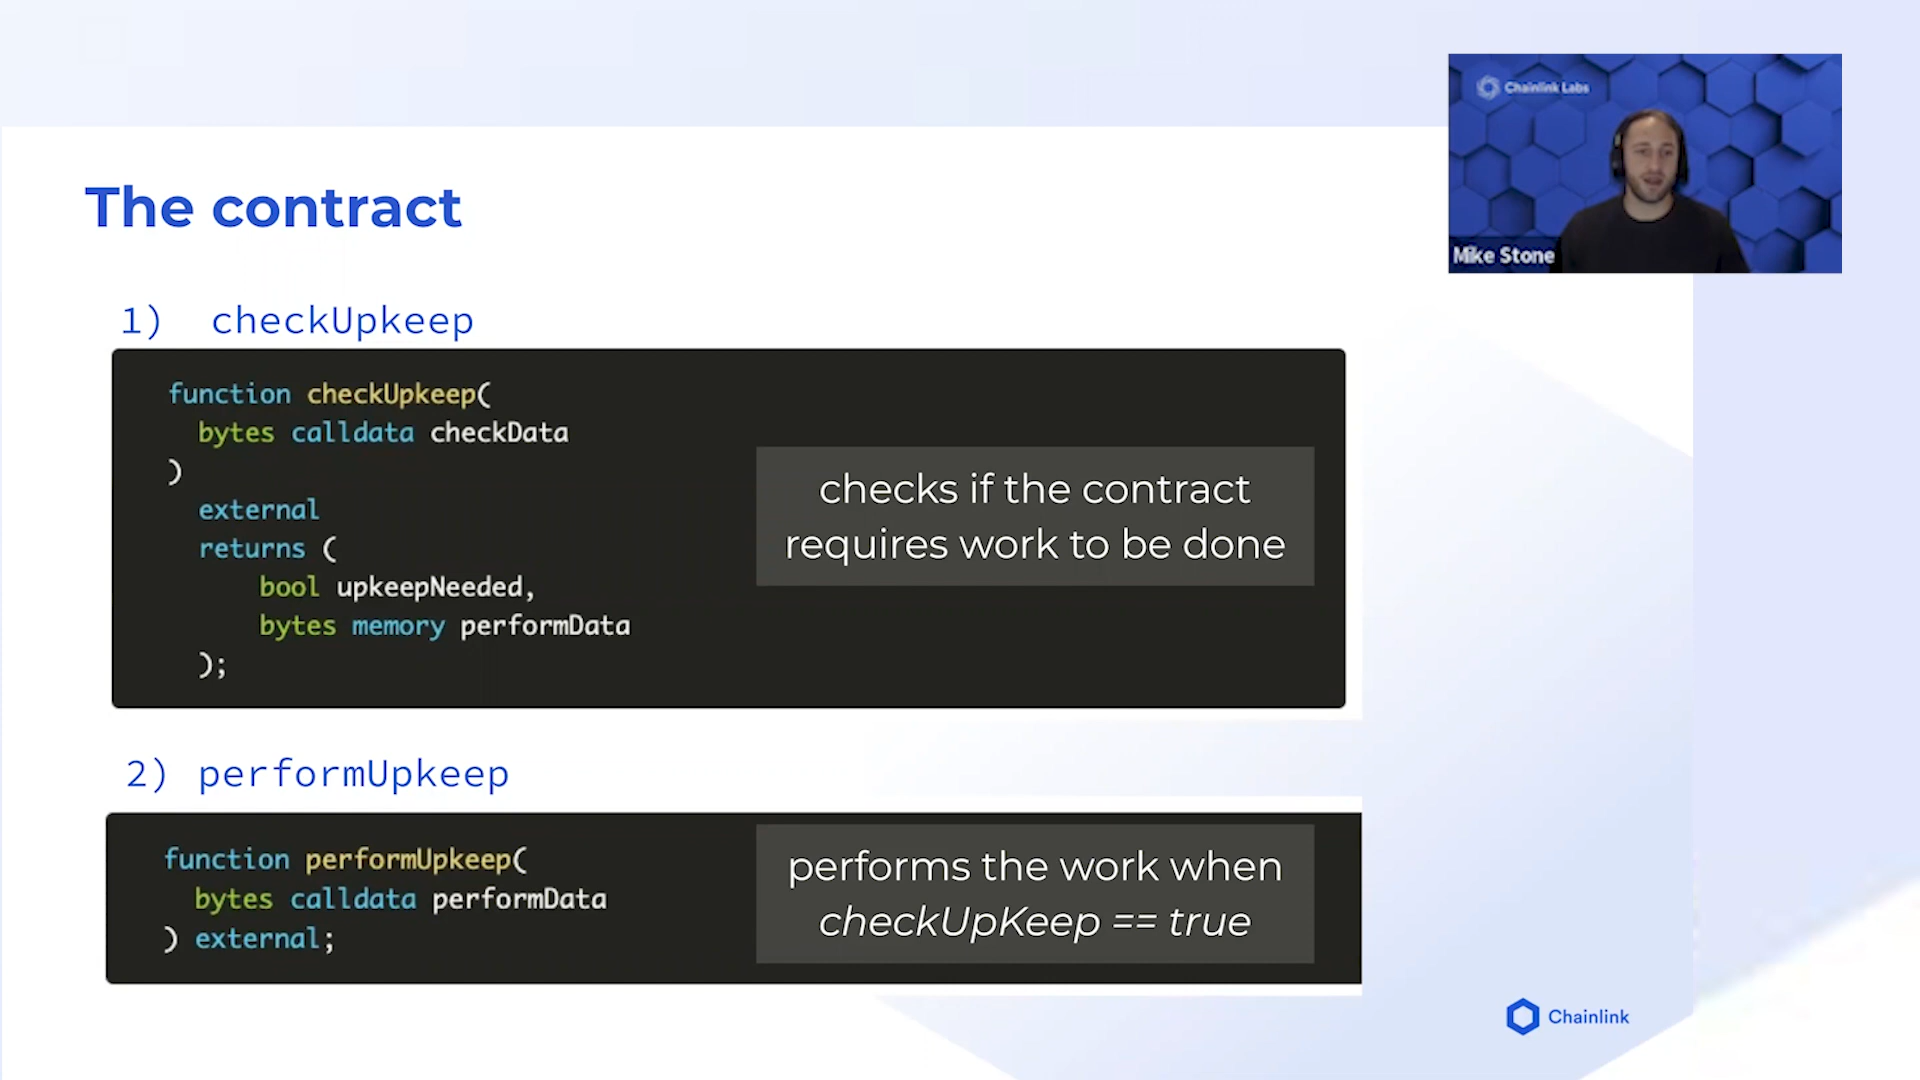 Chainlink Labs
Mike Stone
The contract
1) checkUpkeep
function checkUpkeep(
bytes calldata checkData
)
external
returns (
bool upkeepNeeded,
bytes memory performData
);
checks if the contract
requires work to be done
2) performUpkeep
function performUpkeep(
bytes calldata performData
) external;
performs the work when
checkUpKeep == true
Chainlink